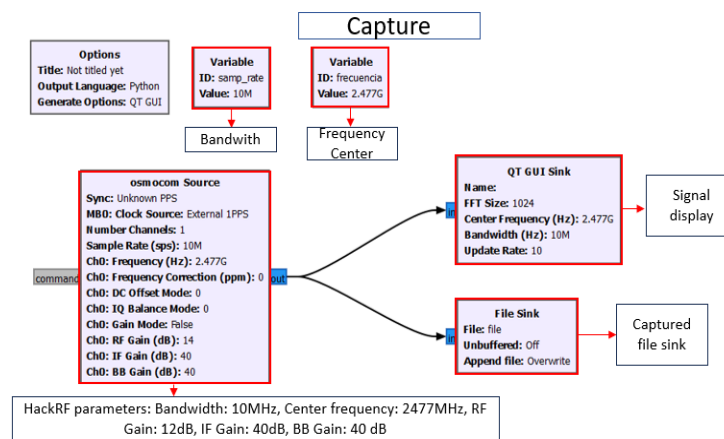 Capture
Options
Title: Not titled yet
Output Language: Python
Generate Options: QT GUI
Variable
ID: samp_rate
Value: 10M
Variable
ID: frecuencia
Value: 2.477G
Bandwith
Frequency
Center
osmocom Source
Sync: Unknown PPS
MB0: Clock Source: External 1PPS
Number Channels: 1
Sample Rate (sps): 10M
Ch0: Frequency (Hz): 2.477G
Ch0: Frequency Correction (ppm): 0
Ch0: DC Offset Mode: 0
Ch0: IQ Balance Mode: 0
Ch0: Gain Mode: False
Ch0: RF Gain (dB): 14
Ch0: IF Gain (dB): 40
Ch0: BB Gain (dB): 40
command
out
in
QT GUI Sink
Name:
FFT Size: 1024
Center Frequency (Hz): 2.477G
Bandwidth (Hz): 10M
Update Rate: 10
Signal
display
in
File Sink
File: file
Unbuffered: Off
Append file: Overwrite
Captured
file sink
HackRF parameters: Bandwidth: 10MHz, Center frequency: 2477MHz, RF
Gain: 12dB, IF Gain: 40dB, BB Gain: 40 dB